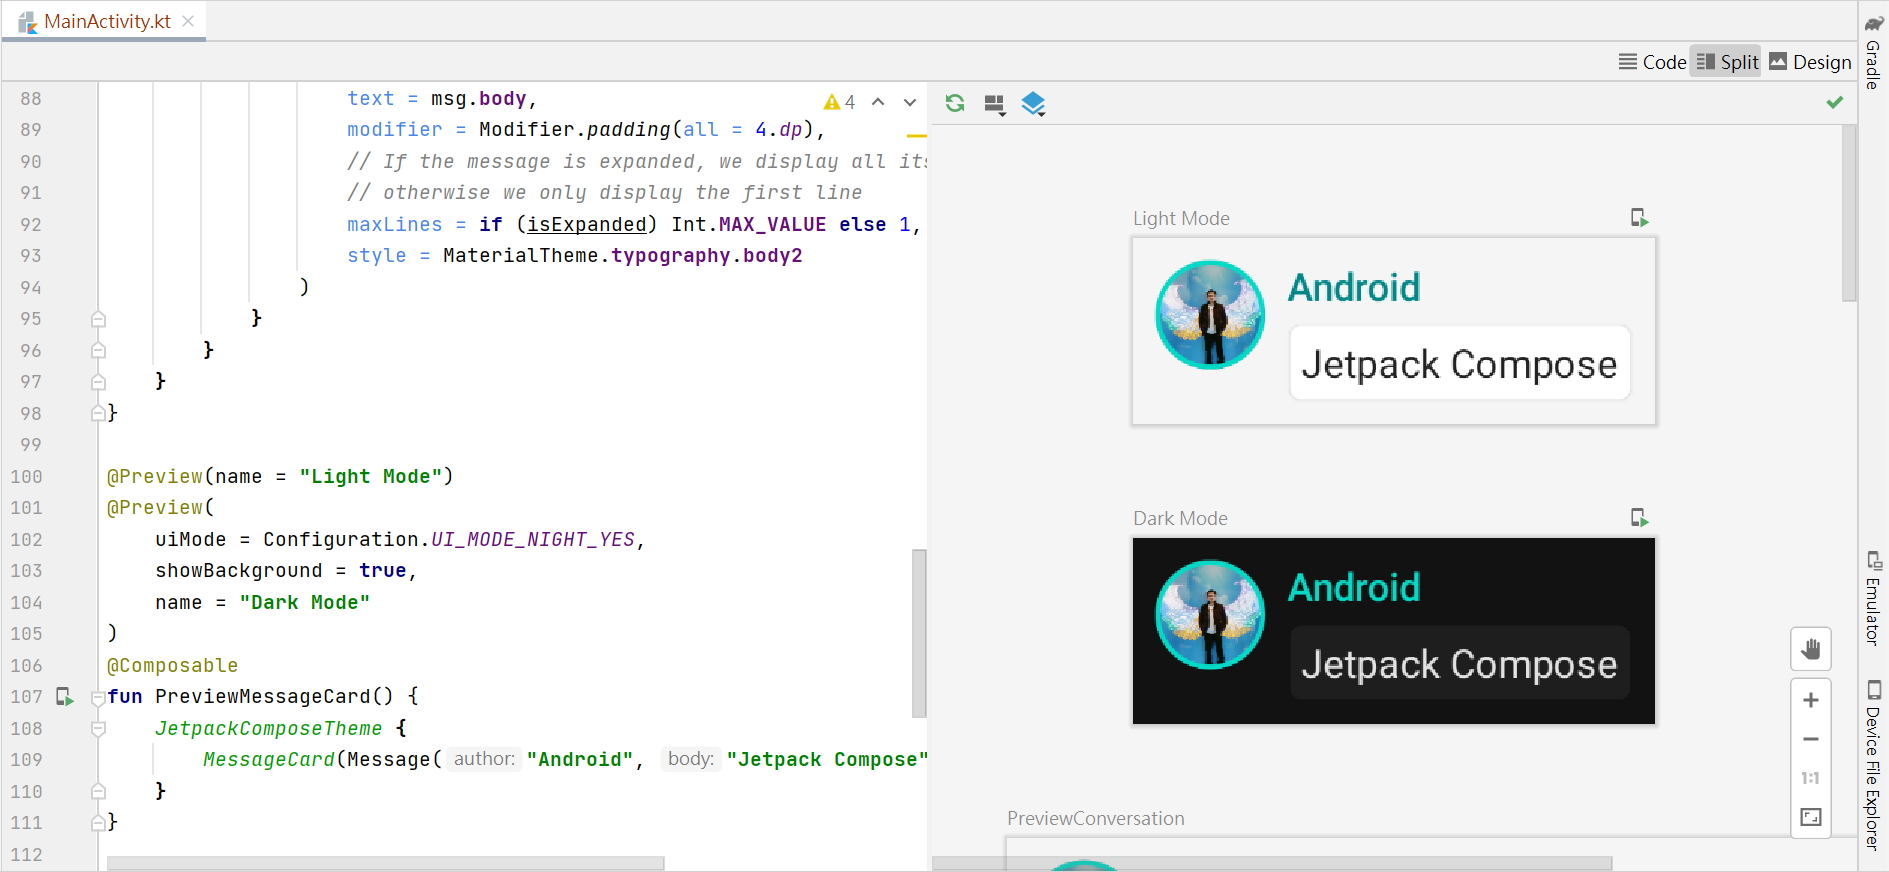 MainActivity.kt
Code Split Design
88 text = msg.body,
89 modifier = Modifier.padding(all = 4.dp),
90 // If the message is expanded, we display all its
91 // otherwise we only display the first line
92 maxLines = if (isExpanded) Int.MAX_VALUE else 1,
93 style = MaterialTheme.typography.body2
94 )
95 }
96 }
97 }
98 }
99
100 @Preview(name = "Light Mode")
101 @Preview(
102 uiMode = Configuration.UI_MODE_NIGHT_YES,
103 showBackground = true,
104 name = "Dark Mode"
105 )
106 @Composable
107 fun PreviewMessageCard() {
108 JetpackComposeTheme {
109 MessageCard(Message( author: "Android", body: "Jetpack Compose"
110 }
111 }
112
4
Light Mode
Android
Jetpack Compose
Dark Mode
Android
Jetpack Compose
PreviewConversation
1:1
Gradle
Emulator
Device File Explorer